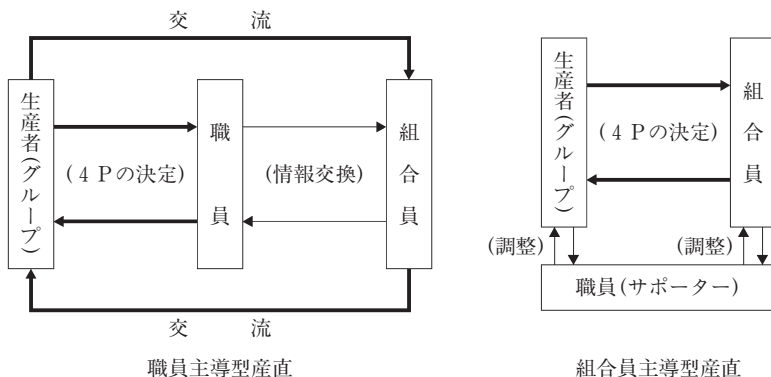 交　流
生産者(グループ)
(4Pの決定)
職員
(情報交換)
組合員
交　流
職員主導型産直
生産者(グループ)
(4Pの決定)
組合員
(調整)
(調整)
職員(サポーター)
組合員主導型産直